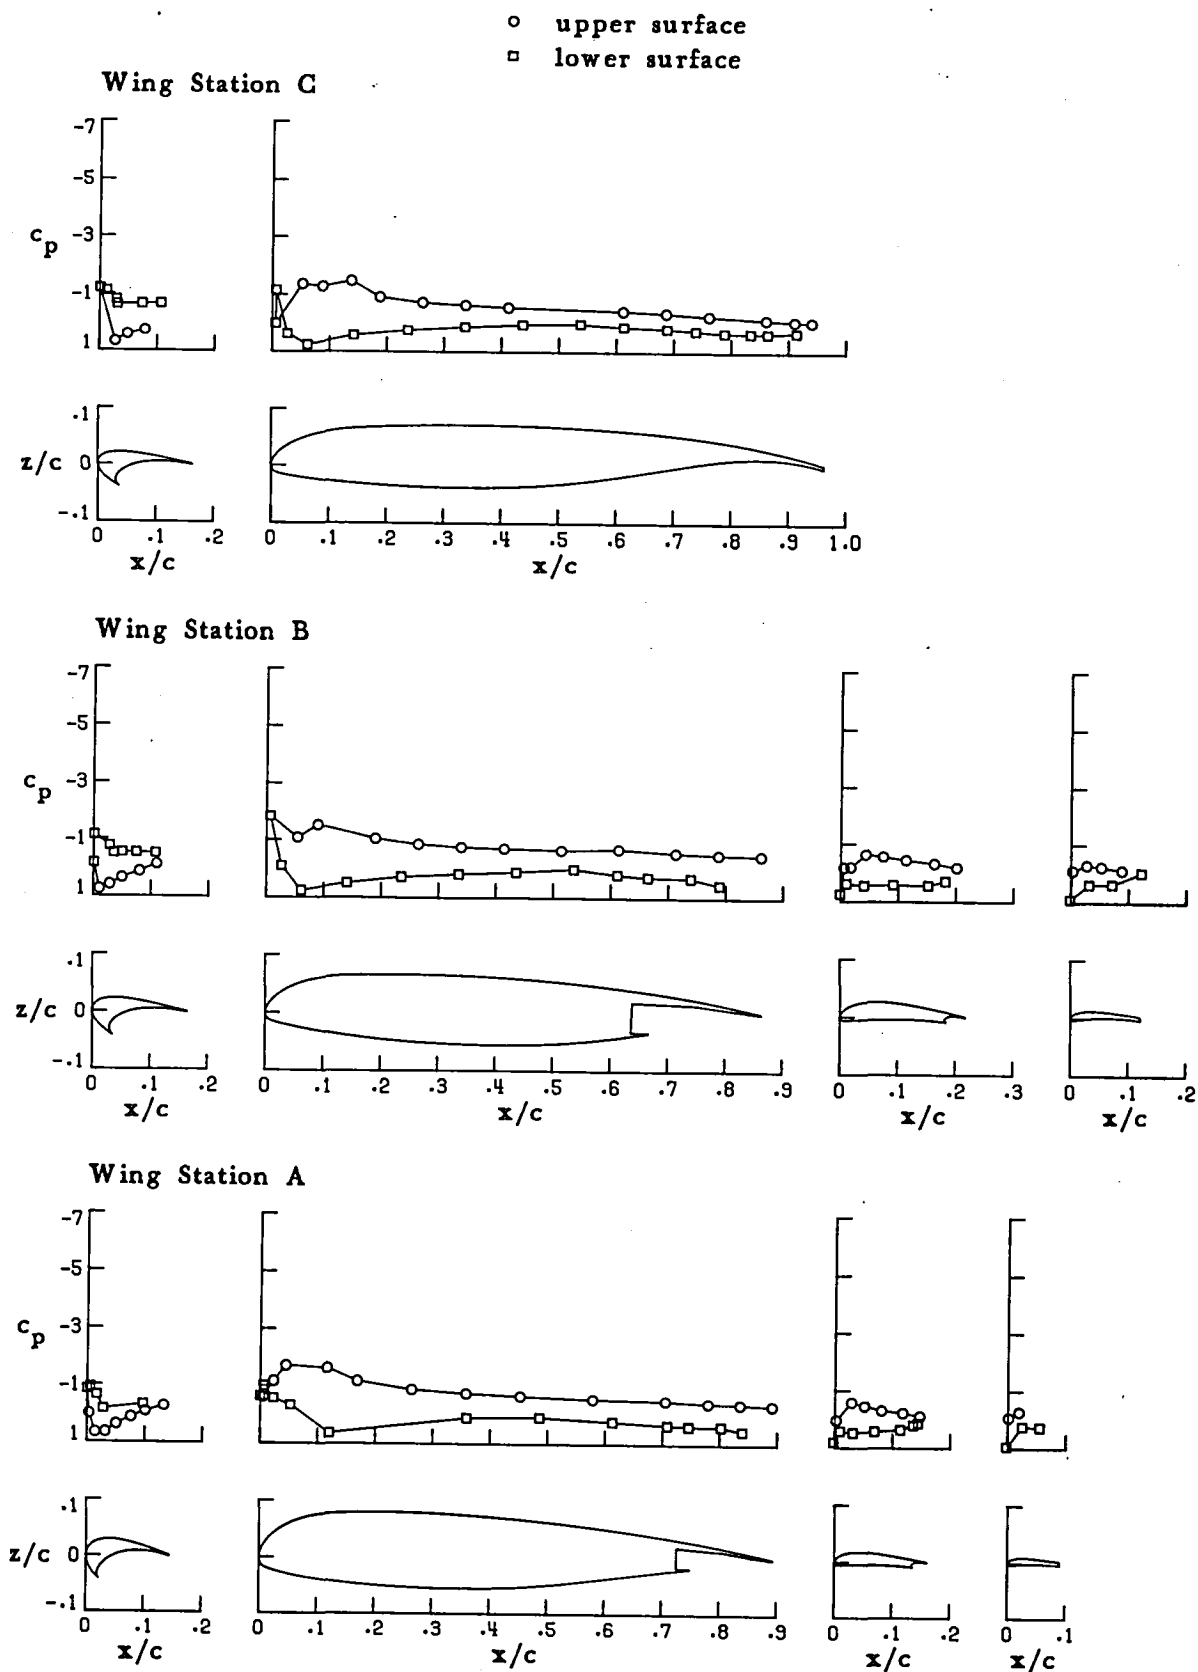 upper surface
lower surface
Wing Station C
-7
-5
-3
-1
1
c_p
.1
0
-.1
z/c
0 .1 .2
x/c
0 .1 .2 .3 .4 .5 .6 .7 .8 .9 1.0
x/c
Wing Station B
-7
-5
-3
-1
1
c_p
.1
0
-.1
z/c
0 .1 .2
x/c
0 .1 .2 .3 .4 .5 .6 .7 .8 .9
x/c
0 .1 .2 .3
x/c
0 .1 .2
x/c
Wing Station A
-7
-5
-3
-1
1
c_p
.1
0
-.1
z/c
0 .1 .2
x/c
0 .1 .2 .3 .4 .5 .6 .7 .8 .9
x/c
0 .1 .2
x/c
0 .1
x/c